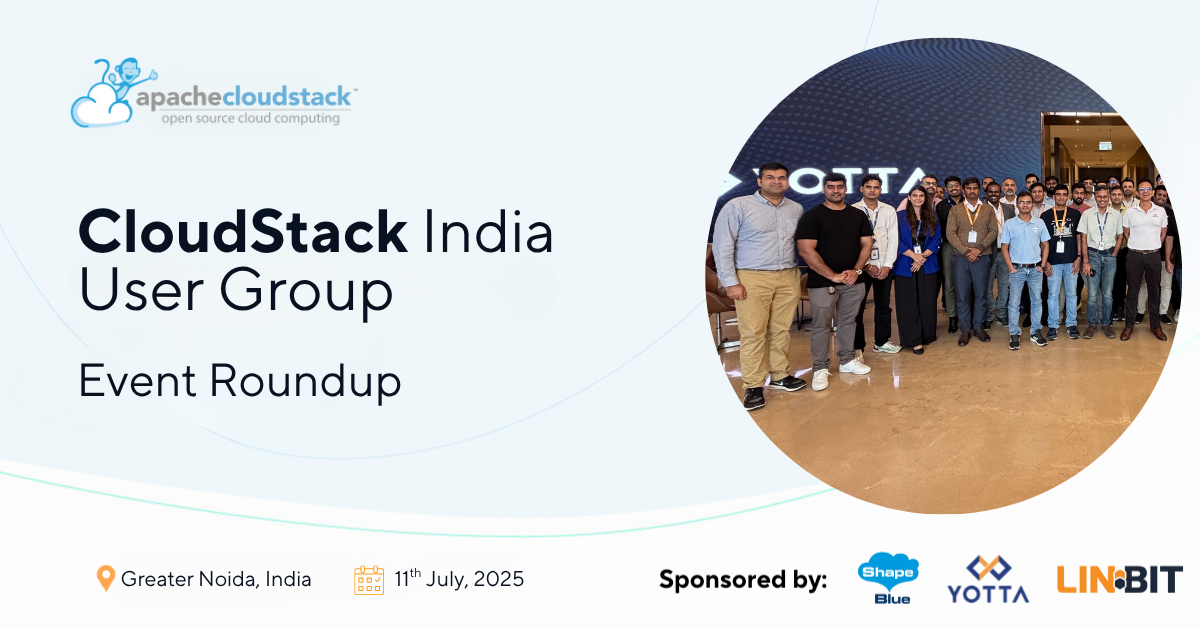 apachecloudstack™
open source cloud computing
CloudStack India
User Group
Event Roundup
YOTTA
Greater Noida, India
11th July, 2025
Sponsored by:
Shape
Blue
YOTTA
LINBIT